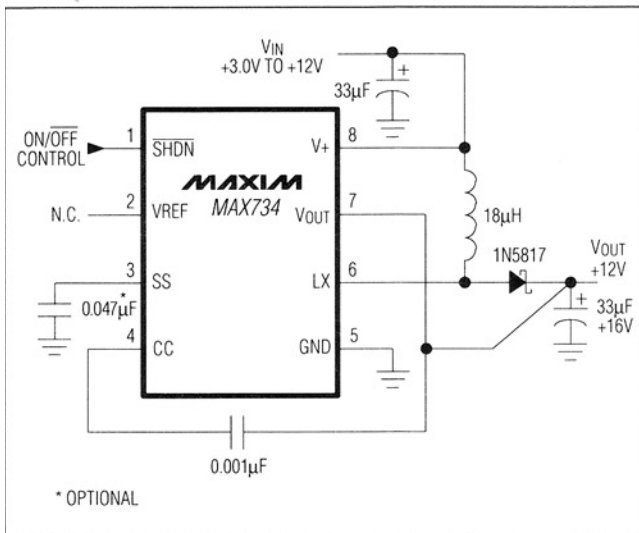 VIN
+3.0V TO +12V
33µF
+
ON/OFF
CONTROL
1
SHDN
V+
8
MAXIM
MAX734
N.C.
2
VREF
VOUT
7
18µH
1N5817
VOUT
+12V
3
SS
LX
6
0.047µF*
+
33µF
+16V
4
CC
GND
5
0.001µF
* OPTIONAL